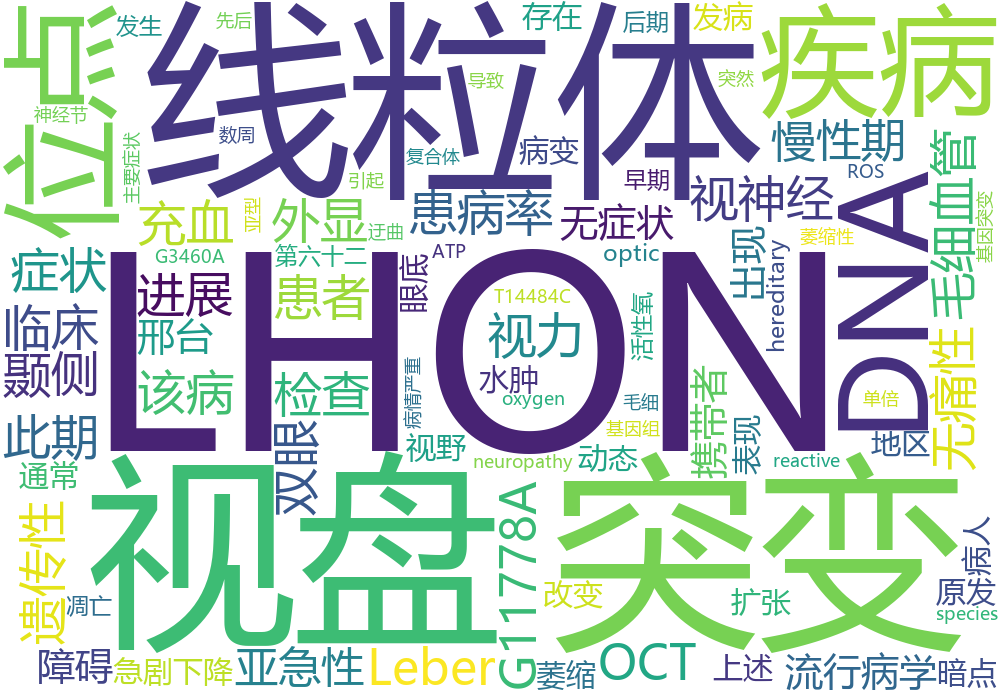 发生
先后
存在
后期
发病
位点
线粒体
疾病
神经节
导致
突然
主要症状
数周
复合体
病变
早期
慢性期
ROS
引起
充血
外显
亚型
患病率
迂曲
无症状
视神经
萎缩性
DNA
毛细血管
基因突变
症状
G3460A
第六十二
眼底
ATP
optic
出现
hereditary
进展
患者
T14484C
活性氧
临床
邢台
LHON
视力
颞侧
该病
检查
水肿
oxygen
病情严重
毛细
携带者
单倍
无痛性
此期
双眼
基因组
视野
动态
表现
地区
通常
neuropathy
reactive
视盘
突变
G11778A
遗传性
凋亡
改变
扩张
病人
原发
species
障碍
急剧下降
亚急性
Leber
萎缩
OCT
上述
流行病学
暗点